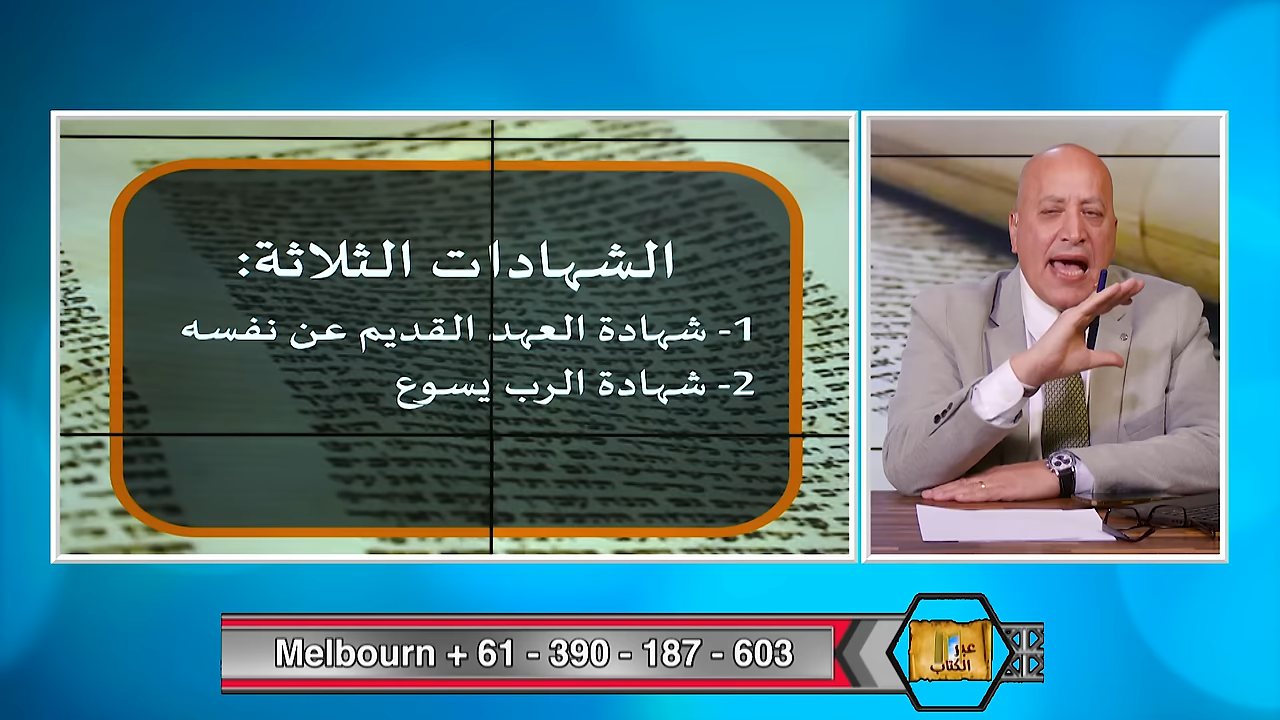 الشهادات الثلاثة:
1- شهادة العهد القديم عن نفسه
2- شهادة الرب يسوع
Melbourn + 61 - 390 - 187 - 603
عبر
الكتاب